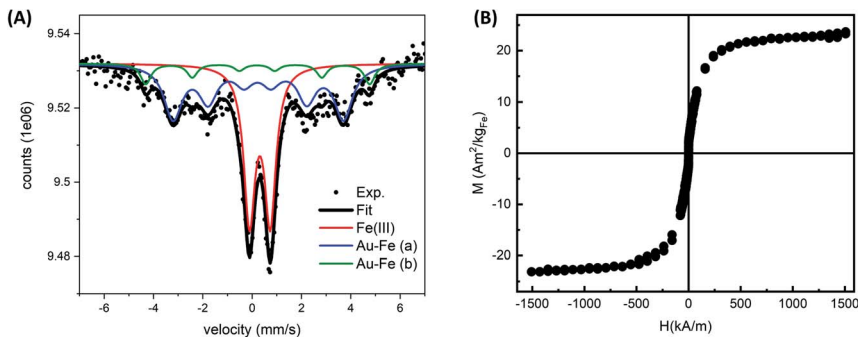 (A)
9.54
9.52
9.5
9.48
counts (1e06)
-6 -4 -2 0 2 4 6
velocity (mm/s)
Exp.
Fit
Fe(III)
Au-Fe (a)
Au-Fe (b)
(B)
20
10
0
-10
-20
M (Am²/kg_Fe)
-1500 -1000 -500 0 500 1000 1500
H(kA/m)